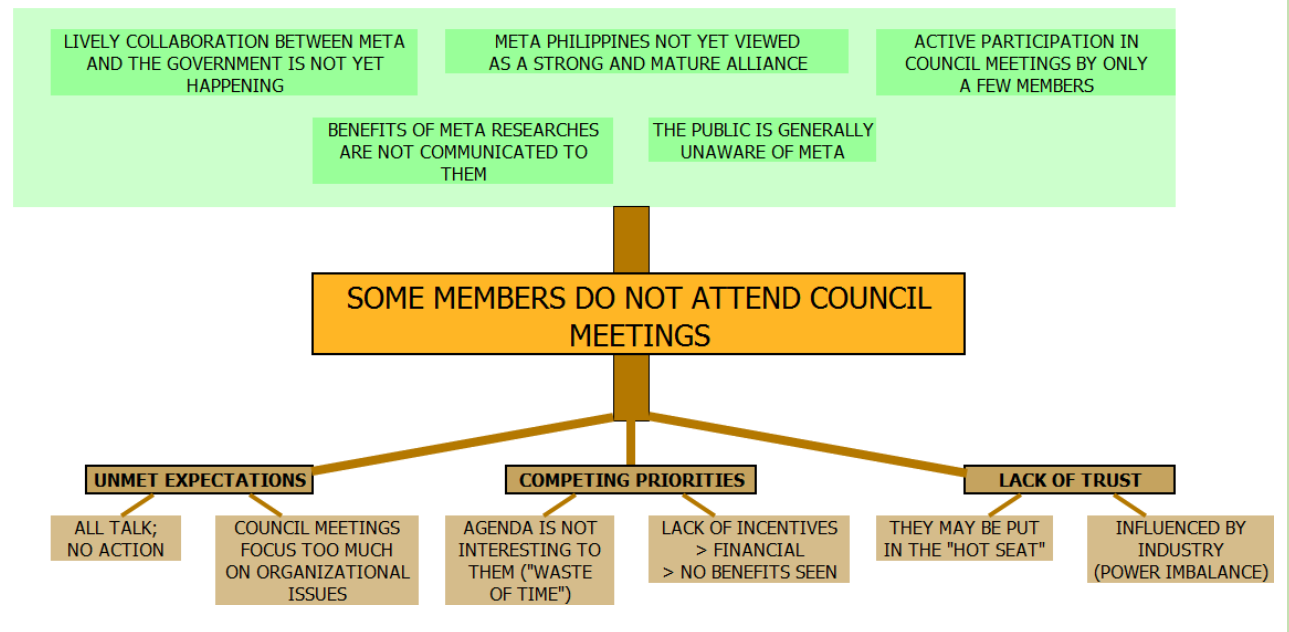 LIVELY COLLABORATION BETWEEN META
AND THE GOVERNMENT IS NOT YET
HAPPENING
META PHILIPPINES NOT YET VIEWED
AS A STRONG AND MATURE ALLIANCE
ACTIVE PARTICIPATION IN
COUNCIL MEETINGS BY ONLY
A FEW MEMBERS
BENEFITS OF META RESEARCHES
ARE NOT COMMUNICATED TO
THEM
THE PUBLIC IS GENERALLY
UNAWARE OF META
SOME MEMBERS DO NOT ATTEND COUNCIL
MEETINGS
UNMET EXPECTATIONS
COMPETING PRIORITIES
LACK OF TRUST
ALL TALK;
NO ACTION
COUNCIL MEETINGS
FOCUS TOO MUCH
ON ORGANIZATIONAL
ISSUES
AGENDA IS NOT
INTERESTING TO
THEM ("WASTE
OF TIME")
LACK OF INCENTIVES
> FINANCIAL
> NO BENEFITS SEEN
THEY MAY BE PUT
IN THE "HOT SEAT"
INFLUENCED BY
INDUSTRY
(POWER IMBALANCE)